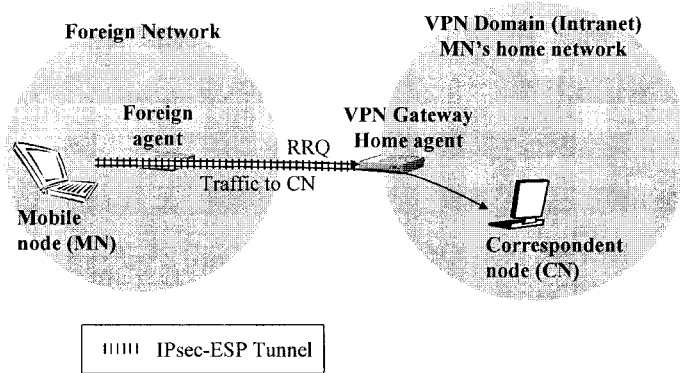 Foreign Network
VPN Domain (Intranet)
MN's home network
Foreign
agent
VPN Gateway
Home agent
RRQ
Traffic to CN
Mobile
node (MN)
Correspondent
node (CN)
IPsec-ESP Tunnel